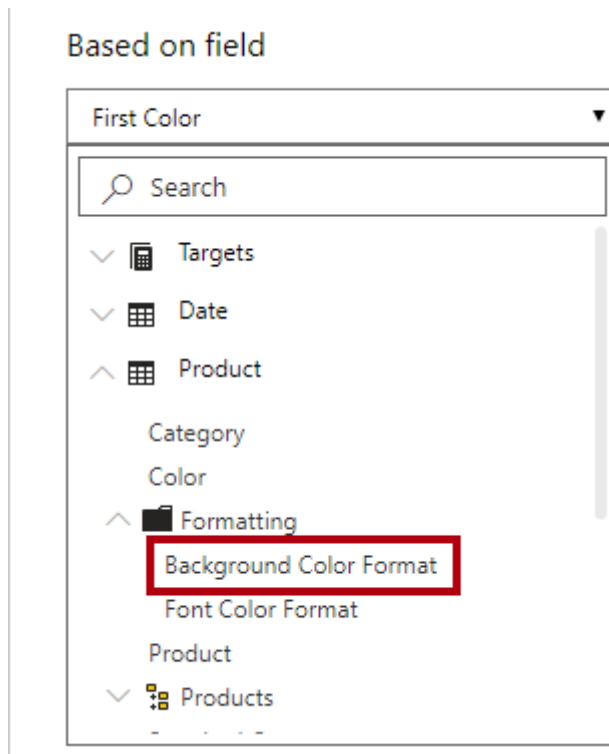 Based on field
First Color
Search
Targets
Date
Product
Category
Color
Formatting
Background Color Format
Font Color Format
Product
Products